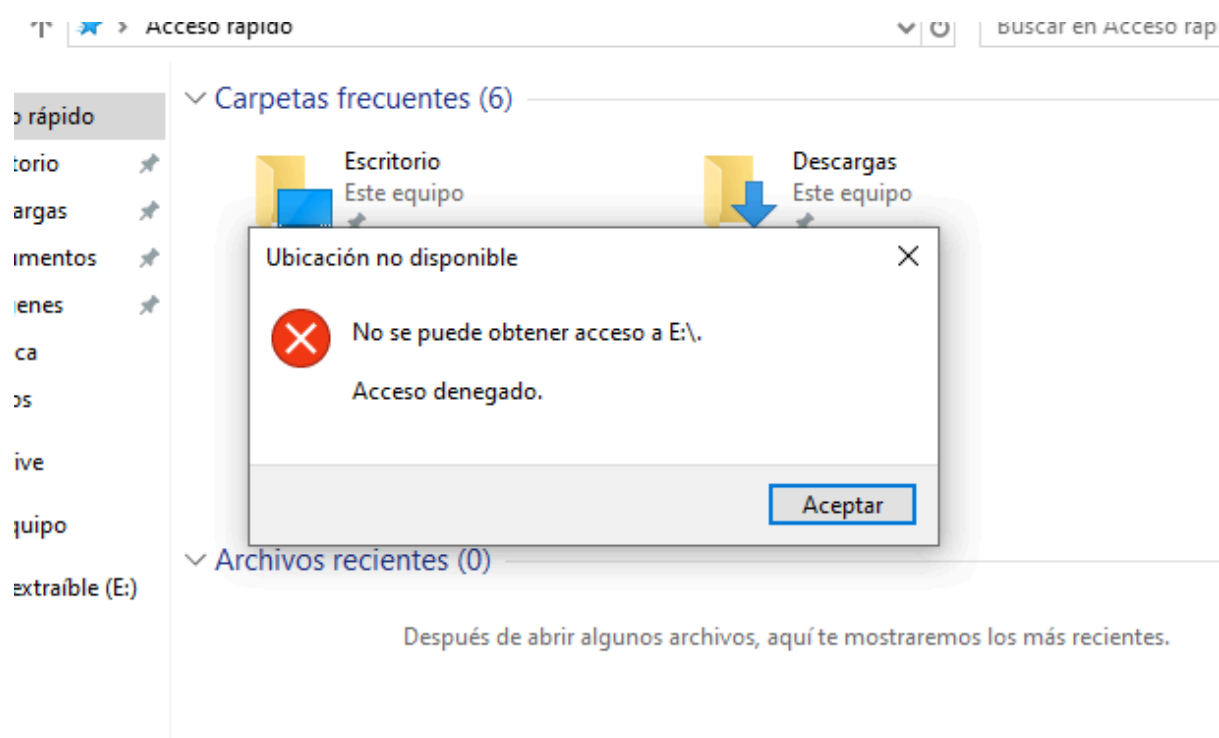 Acceso rápido
Buscar en Acceso ráp
o rápido
torio
argas
umentos
enes
ca
os
ive
quipo
extraíble (E:)
Carpetas frecuentes (6)
Escritorio
Este equipo
Descargas
Este equipo
Ubicación no disponible
No se puede obtener acceso a E:\.
Acceso denegado.
Aceptar
Archivos recientes (0)
Después de abrir algunos archivos, aquí te mostraremos los más recientes.